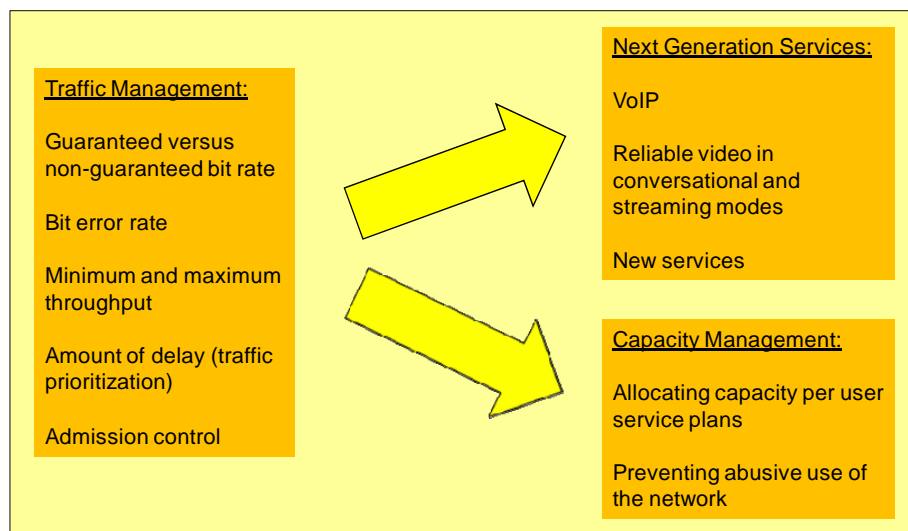 Traffic Management:
Guaranteed versus
non-guaranteed bit rate
Bit error rate
Minimum and maximum
throughput
Amount of delay (traffic
prioritization)
Admission control
Next Generation Services:
VoIP
Reliable video in
conversational and
streaming modes
New services
Capacity Management:
Allocating capacity per user
service plans
Preventing abusive use of
the network